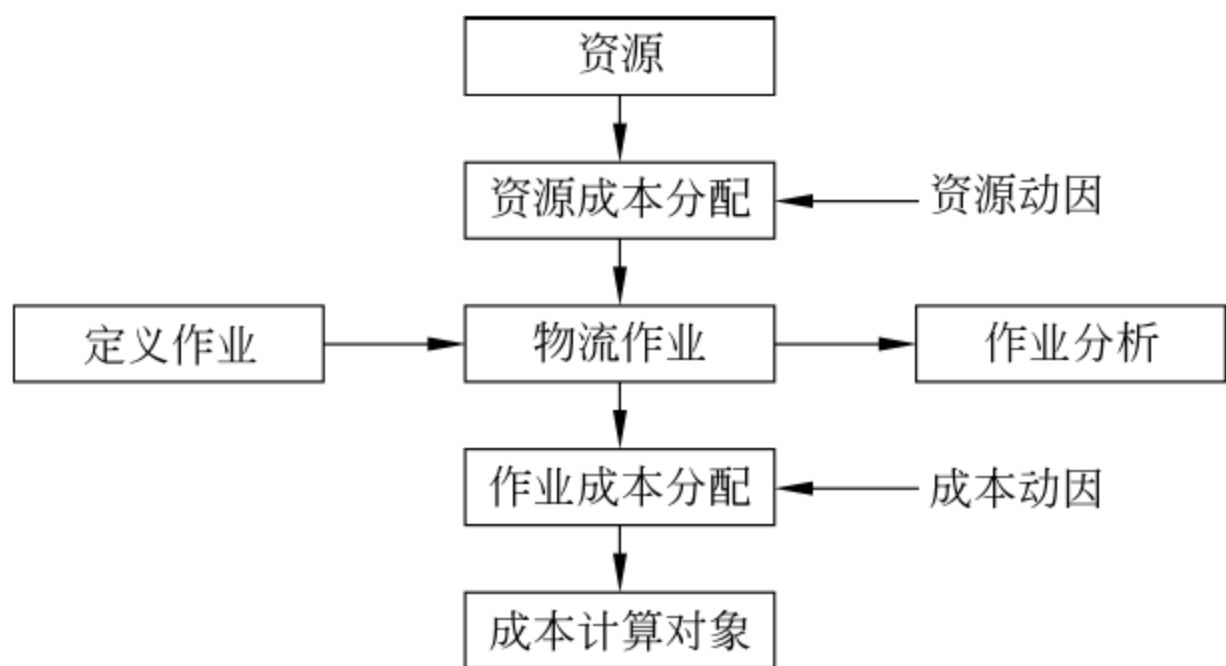 资源
资源成本分配
资源动因
定义作业
物流作业
作业分析
作业成本分配
成本动因
成本计算对象